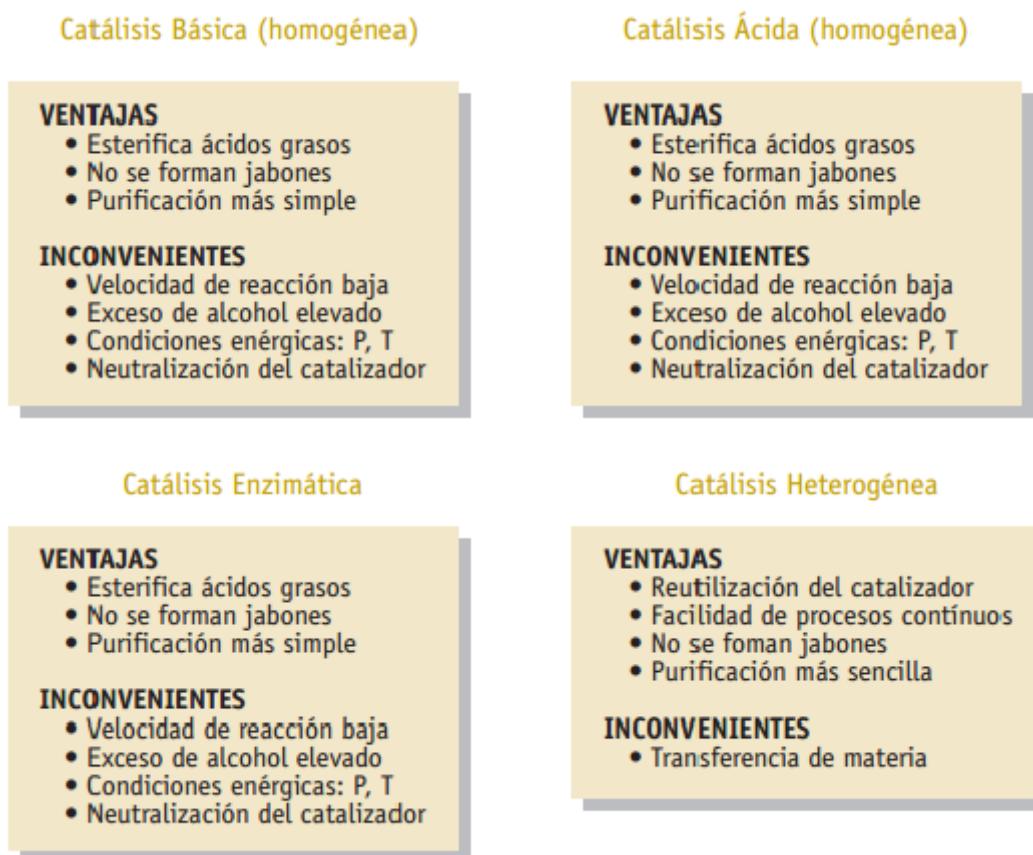 Catálisis Básica (homogénea)
VENTAJAS
• Esterifica ácidos grasos
• No se forman jabones
• Purificación más simple
INCONVENIENTES
• Velocidad de reacción baja
• Exceso de alcohol elevado
• Condiciones enérgicas: P, T
• Neutralización del catalizador
Catálisis Ácida (homogénea)
VENTAJAS
• Esterifica ácidos grasos
• No se forman jabones
• Purificación más simple
INCONVENIENTES
• Velocidad de reacción baja
• Exceso de alcohol elevado
• Condiciones enérgicas: P, T
• Neutralización del catalizador
Catálisis Enzimática
VENTAJAS
• Esterifica ácidos grasos
• No se forman jabones
• Purificación más simple
INCONVENIENTES
• Velocidad de reacción baja
• Exceso de alcohol elevado
• Condiciones enérgicas: P, T
• Neutralización del catalizador
Catálisis Heterogénea
VENTAJAS
• Reutilización del catalizador
• Facilidad de procesos contínuos
• No se foman jabones
• Purificación más sencilla
INCONVENIENTES
• Transferencia de materia